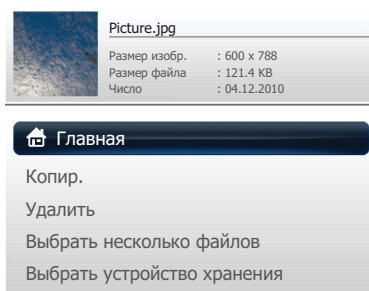 Picture.jpg
Размер изобр. : 600 x 788
Размер файла : 121.4 KB
Число : 04.12.2010
Главная
Копир.
Удалить
Выбрать несколько файлов
Выбрать устройство хранения